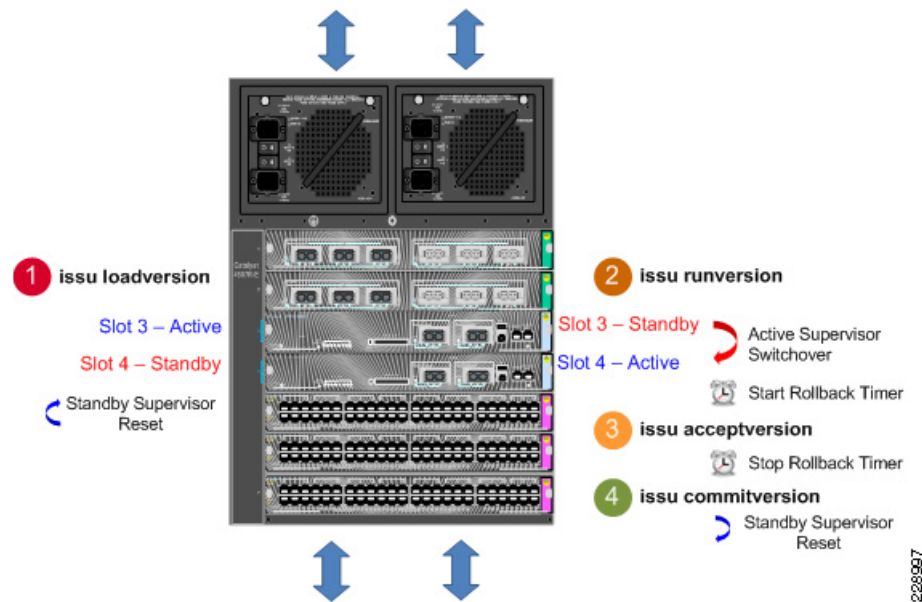 1 issu loadversion
Slot 3 – Active
Slot 4 – Standby
Standby Supervisor
Reset
Catalyst
2 issu runversion
Slot 3 – Standby
Slot 4 – Active
Active Supervisor
Switchover
Start Rollback Timer
3 issu acceptversion
Stop Rollback Timer
4 issu commitversion
Standby Supervisor
Reset
228997